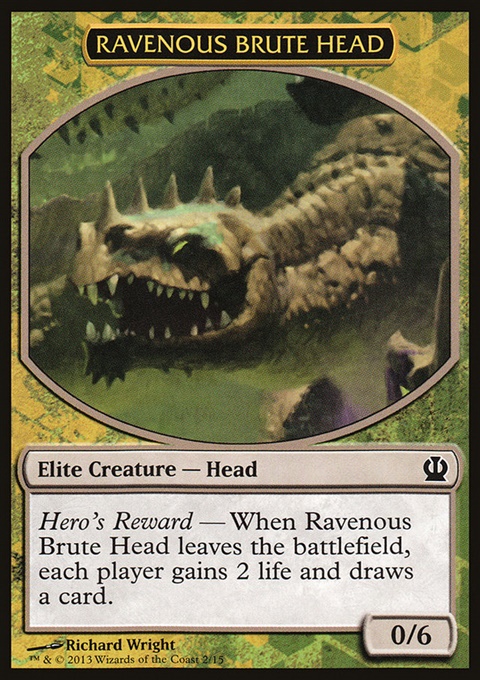 RAVENOUS BRUTE HEAD
Elite Creature — Head
Hero's Reward — When Ravenous
Brute Head leaves the battlefield,
each player gains 2 life and draws
a card.
0/6
Richard Wright
™ & © 2013 Wizards of the Coast 2/15